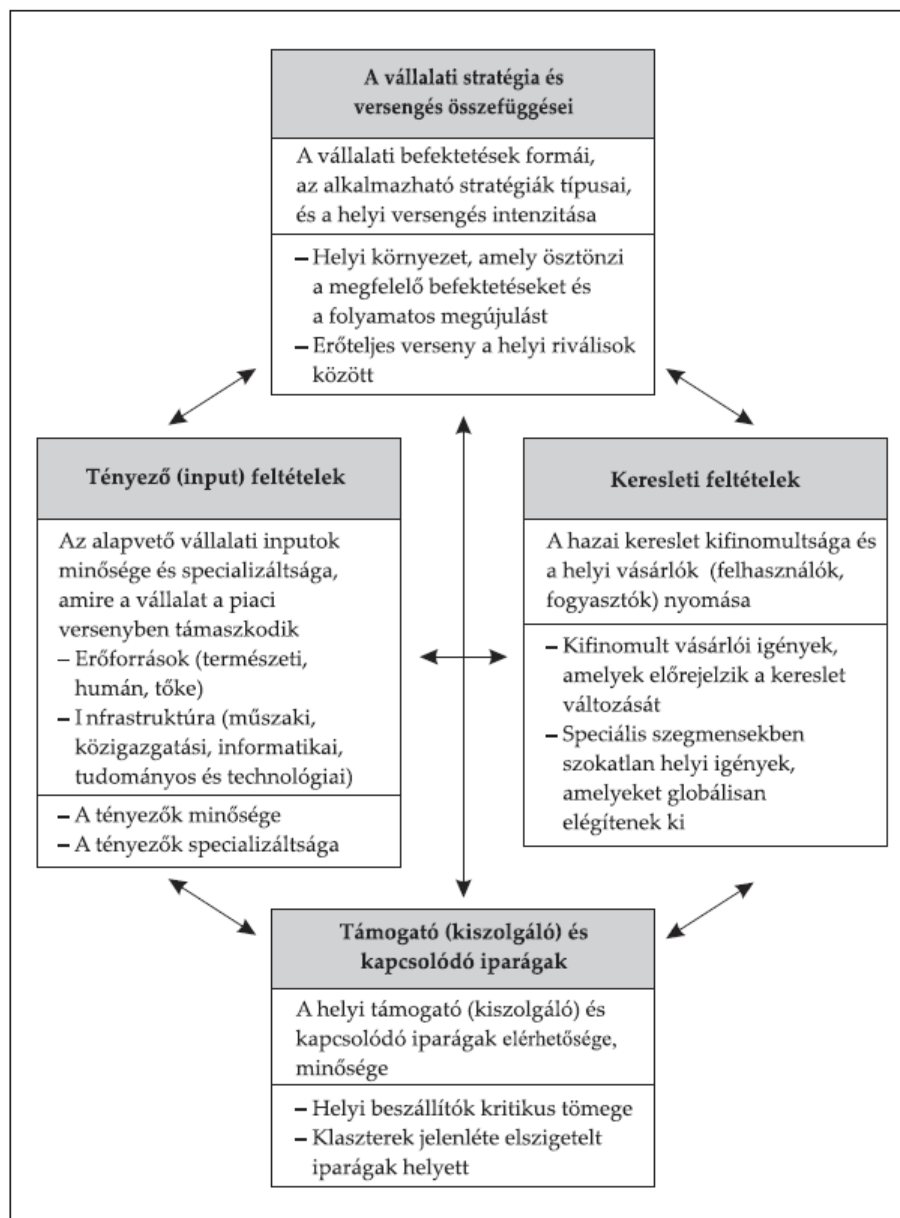 A vállalati stratégia és
versengés összefüggései
A vállalati befektetések formái,
az alkalmazható stratégiák típusai,
és a helyi versengés intenzitása
– Helyi környezet, amely ösztönzi
a megfelelő befektetéseket és
a folyamatos megújulást
– Erőteljes verseny a helyi riválisok
között
Tényező (input) feltételek
Az alapvető vállalati inputok
minősége és specializáltsága,
amire a vállalat a piaci
versenyben támaszkodik
– Erőforrások (természeti,
humán, tőke)
– Infrastruktúra (műszaki,
közigazgatási, informatikai,
tudományos és technológiai)
– A tényezők minősége
– A tényezők specializáltsága
Keresleti feltételek
A hazai kereslet kifinomultsága és
a helyi vásárlók (felhasználók,
fogyasztók) nyomása
– Kifinomult vásárlói igények,
amelyek előrejelzik a kereslet
változását
– Speciális szegmensekben
szokatlan helyi igények,
amelyeket globálisan
elégítenek ki
Támogató (kiszolgáló) és
kapcsolódó iparágak
A helyi támogató (kiszolgáló) és
kapcsolódó iparágak elérhetősége,
minősége
– Helyi beszállítók kritikus tömege
– Klaszterek jelenléte elszigetelt
iparágak helyett